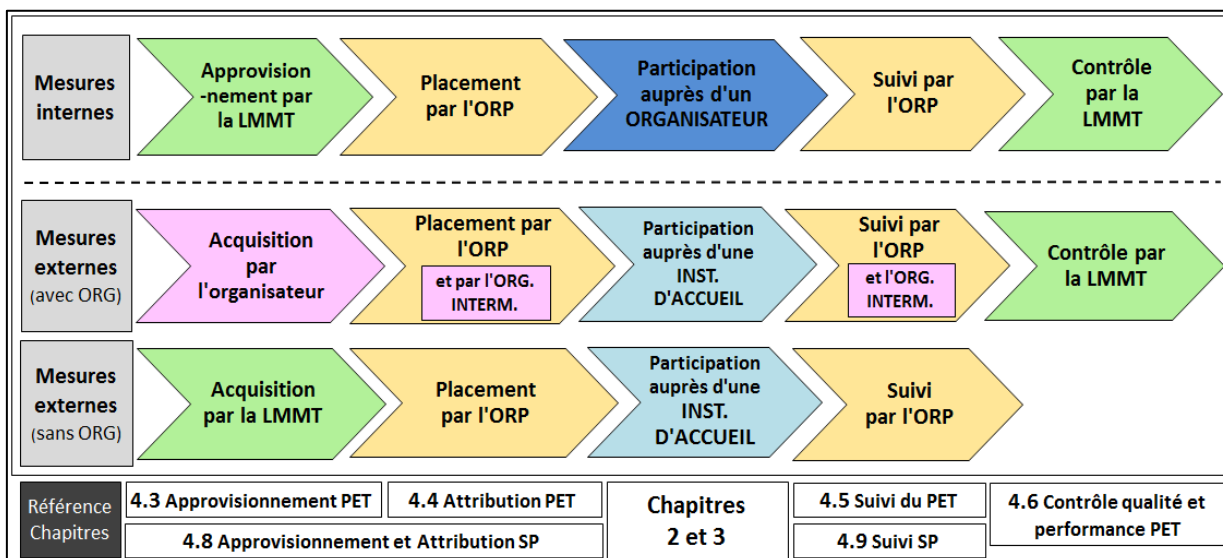 Mesures
internes
Approvision
-nement par
la LMMT
Placement
par l'ORP
Participation
auprès d'un
ORGANISATEUR
Suivi par
l'ORP
Contrôle
par la
LMMT
Mesures
externes
(avec ORG)
Acquisition
par
l'organisateur
Placement par
l'ORP
et par l'ORG.
INTERM.
Participation
auprès d'une
INST.
D'ACCUEIL
Suivi par
l'ORP
et l'ORG.
INTERM.
Contrôle par
la LMMT
Mesures
externes
(sans ORG)
Acquisition
par la LMMT
Placement
par l'ORP
Participation
auprès d'une
INST.
D'ACCUEIL
Suivi
par l'ORP
Référence
Chapitres
4.3 Approvisionnement PET
4.4 Attribution PET
4.8 Approvisionnement et Attribution SP
Chapitres
2 et 3
4.5 Suivi du PET
4.9 Suivi SP
4.6 Contrôle qualité et
performance PET